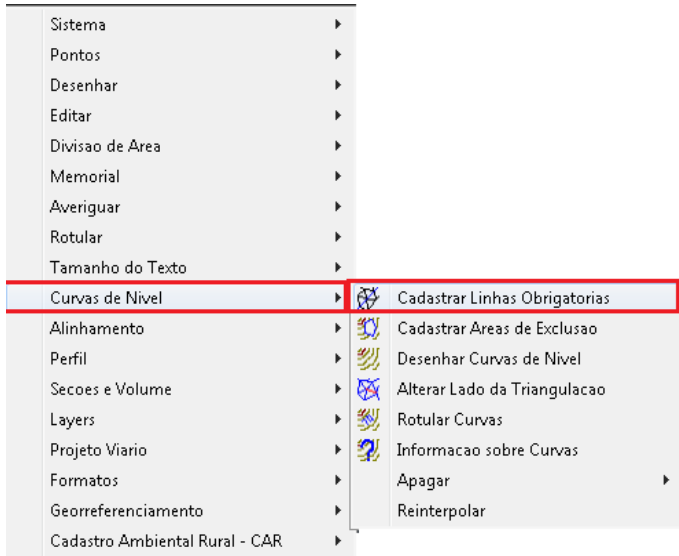 Sistema
Pontos
Desenhar
Editar
Divisao de Area
Memorial
Averiguar
Rotular
Tamanho do Texto
Curvas de Nivel
Alinhamento
Perfil
Secoes e Volume
Layers
Projeto Viario
Formatos
Georreferenciamento
Cadastro Ambiental Rural - CAR
Cadastrar Linhas Obrigatorias
Cadastrar Areas de Exclusao
Desenhar Curvas de Nivel
Alterar Lado da Triangulacao
Rotular Curvas
Informacao sobre Curvas
Apagar
Reinterpolar